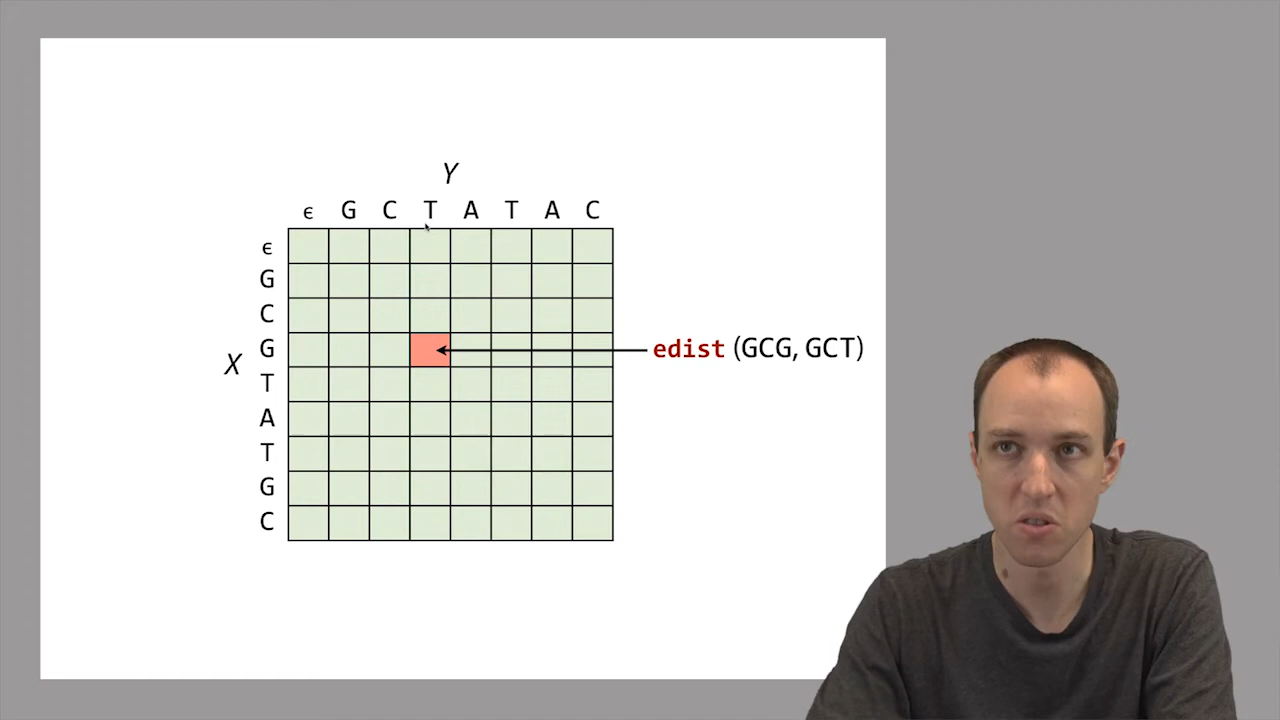 Y
ϵ G C T A T A C
ϵ
G
C
G
X
T
A
T
G
C
edist (GCG, GCT)